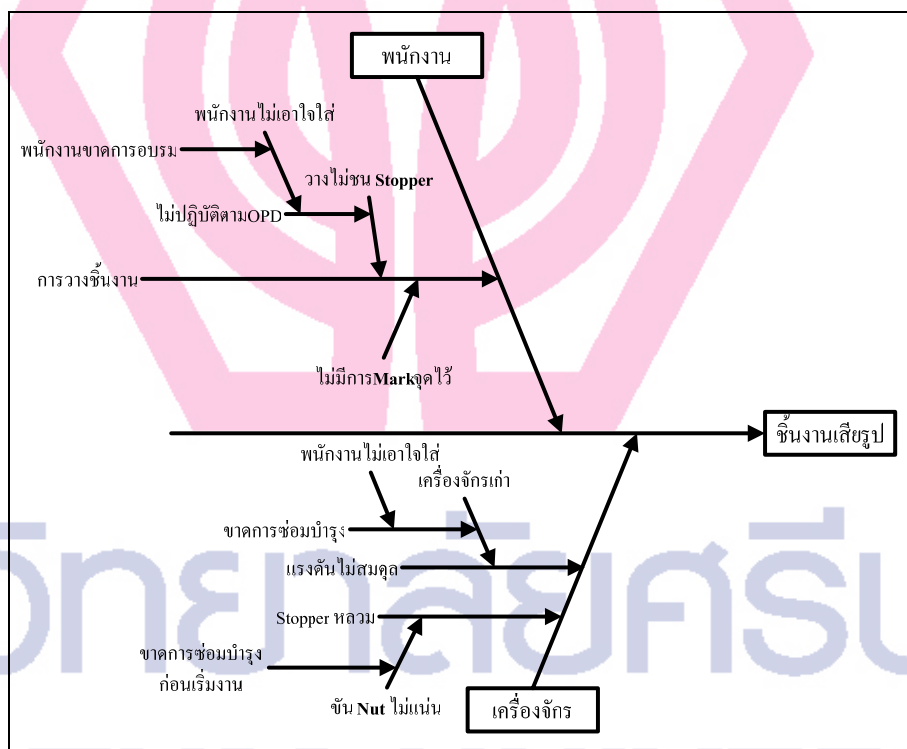 พนักงาน
พนักงานไม่เอาใจใส่
พนักงานขาดการอบรม
วางไม่ชน Stopper
ไม่ปฏิบัติตามOPD
การวางชิ้นงาน
ไม่มีการMarkจุดไว้
ชิ้นงานเสียรูป
พนักงานไม่เอาใจใส่
เครื่องจักรเก่า
ขาดการซ่อมบำรุง
แรงดันไม่สมดุล
Stopper หลวม
ขาดการซ่อมบำรุง
ก่อนเริ่มงาน
ขัน Nut ไม่แน่น
เครื่องจักร
วิทยาลัยศรีป